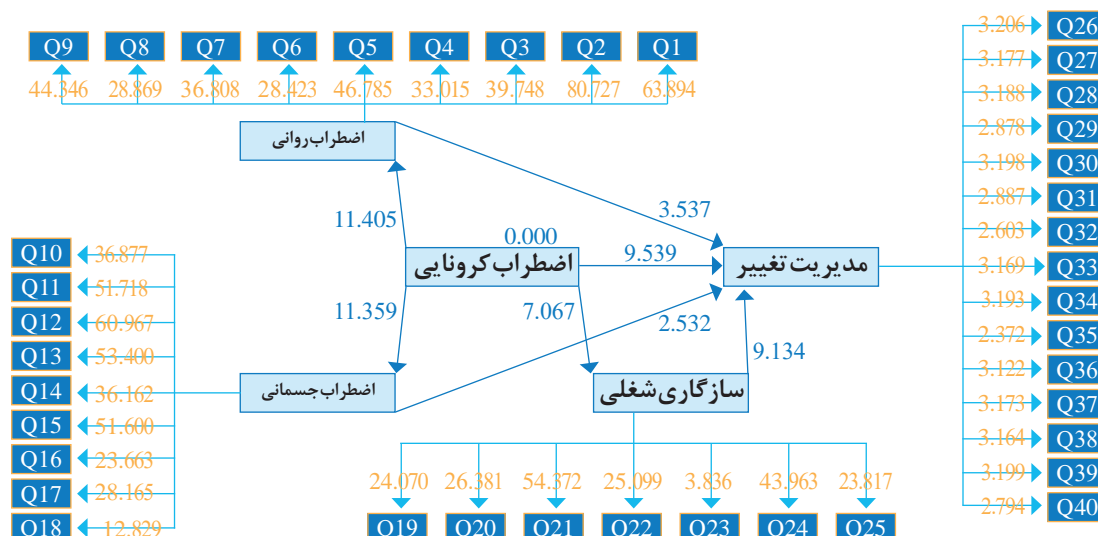 Q9 Q8 Q7 Q6 Q5 Q4 Q3 Q2 Q1
44.346 28.869 36.808 28.423 46.785 33.015 39.748 80.727 63.894
اضطراب روانی
11.405
3.537
0.000
اضطراب کرونایی
9.539
مدیریت تغییر
11.359
7.067
2.532
9.134
اضطراب جسمانی
سازگاری شغلی
Q10 36.877
Q11 51.718
Q12 60.967
Q13 53.400
Q14 36.162
Q15 51.600
Q16 23.663
Q17 28.165
Q18 12.829
24.070 26.381 54.372 25.099 3.836 43.963 23.817
Q19 Q20 Q21 Q22 Q23 Q24 Q25
3.206 Q26
3.177 Q27
3.188 Q28
2.878 Q29
3.198 Q30
2.887 Q31
2.603 Q32
3.169 Q33
3.193 Q34
2.372 Q35
3.122 Q36
3.173 Q37
3.164 Q38
3.199 Q39
2.794 Q40